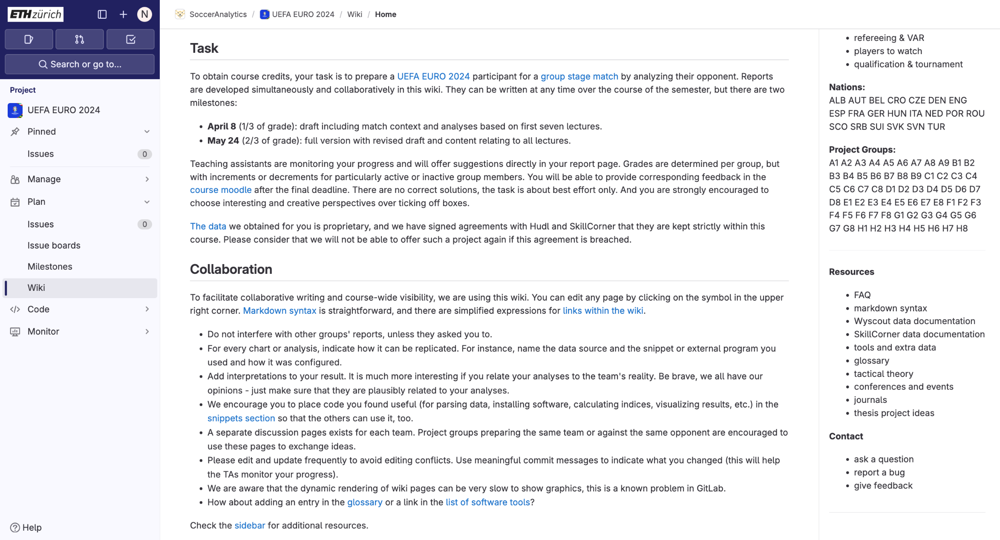 ETH zürich
N
Search or go to...
Project
UEFA EURO 2024
Pinned
Issues 0
Manage
Plan
Issues 0
Issue boards
Milestones
Wiki
Code
Monitor
Help
SoccerAnalytics / UEFA EURO 2024 / Wiki / Home
Task
To obtain course credits, your task is to prepare a UEFA EURO 2024 participant for a group stage match by analyzing their opponent. Reports
are developed simultaneously and collaboratively in this wiki. They can be written at any time over the course of the semester, but there are two
milestones:
• April 8 (1/3 of grade): draft including match context and analyses based on first seven lectures.
• May 24 (2/3 of grade): full version with revised draft and content relating to all lectures.
Teaching assistants are monitoring your progress and will offer suggestions directly in your report page. Grades are determined per group, but
with increments or decrements for particularly active or inactive group members. You will be able to provide corresponding feedback in the
course moodle after the final deadline. There are no correct solutions, the task is about best effort only. And you are strongly encouraged to
choose interesting and creative perspectives over ticking off boxes.
The data we obtained for you is proprietary, and we have signed agreements with Hudl and SkillCorner that they are kept strictly within this
course. Please consider that we will not be able to offer such a project again if this agreement is breached.
Collaboration
To facilitate collaborative writing and course-wide visibility, we are using this wiki. You can edit any page by clicking on the symbol in the upper
right corner. Markdown syntax is straightforward, and there are simplified expressions for links within the wiki.
• Do not interfere with other groups' reports, unless they asked you to.
• For every chart or analysis, indicate how it can be replicated. For instance, name the data source and the snippet or external program you
used and how it was configured.
• Add interpretations to your result. It is much more interesting if you relate your analyses to the team's reality. Be brave, we all have our
opinions - just make sure that they are plausibly related to your analyses.
• We encourage you to place code you found useful (for parsing data, installing software, calculating indices, visualizing results, etc.) in the
snippets section so that the others can use it, too.
• A separate discussion pages exists for each team. Project groups preparing the same team or against the same opponent are encouraged to
use these pages to exchange ideas.
• Please edit and update frequently to avoid editing conflicts. Use meaningful commit messages to indicate what you changed (this will help
the TAs monitor your progress).
• We are aware that the dynamic rendering of wiki pages can be very slow to show graphics, this is a known problem in GitLab.
• How about adding an entry in the glossary or a link in the list of software tools?
Check the sidebar for additional resources.
• refereeing & VAR
• players to watch
• qualification & tournament
Nations:
ALB AUT BEL CRO CZE DEN ENG
ESP FRA GER HUN ITA NED POR ROU
SCO SRB SUI SVK SVN TUR
Project Groups:
A1 A2 A3 A4 A5 A6 A7 A8 A9 B1 B2
B3 B4 B5 B6 B7 B8 B9 C1 C2 C3 C4
C5 C6 C7 C8 D1 D2 D3 D4 D5 D6 D7
D8 E1 E2 E3 E4 E5 E6 E7 E8 F1 F2 F3
F4 F5 F6 F7 F8 G1 G2 G3 G4 G5 G6
G7 G8 H1 H2 H3 H4 H5 H6 H7 H8
Resources
• FAQ
• markdown syntax
• Wyscout data documentation
• SkillCorner data documentation
• tools and extra data
• glossary
• tactical theory
• conferences and events
• journals
• thesis project ideas
Contact
• ask a question
• report a bug
• give feedback